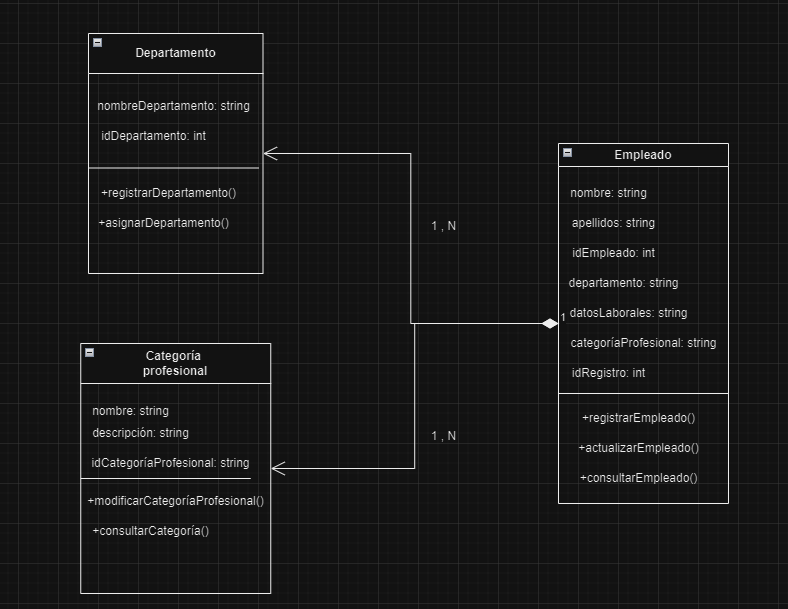 Departamento
nombreDepartamento: string
idDepartamento: int
+registrarDepartamento()
+asignarDepartamento()
1 , N
Empleado
nombre: string
apellidos: string
idEmpleado: int
departamento: string
1
datosLaborales: string
categoríaProfesional: string
idRegistro: int
+registrarEmpleado()
+actualizarEmpleado()
+consultarEmpleado()
Categoría
profesional
nombre: string
descripción: string
idCategoríaProfesional: string
+modificarCategoríaProfesional()
+consultarCategoría()
1 , N